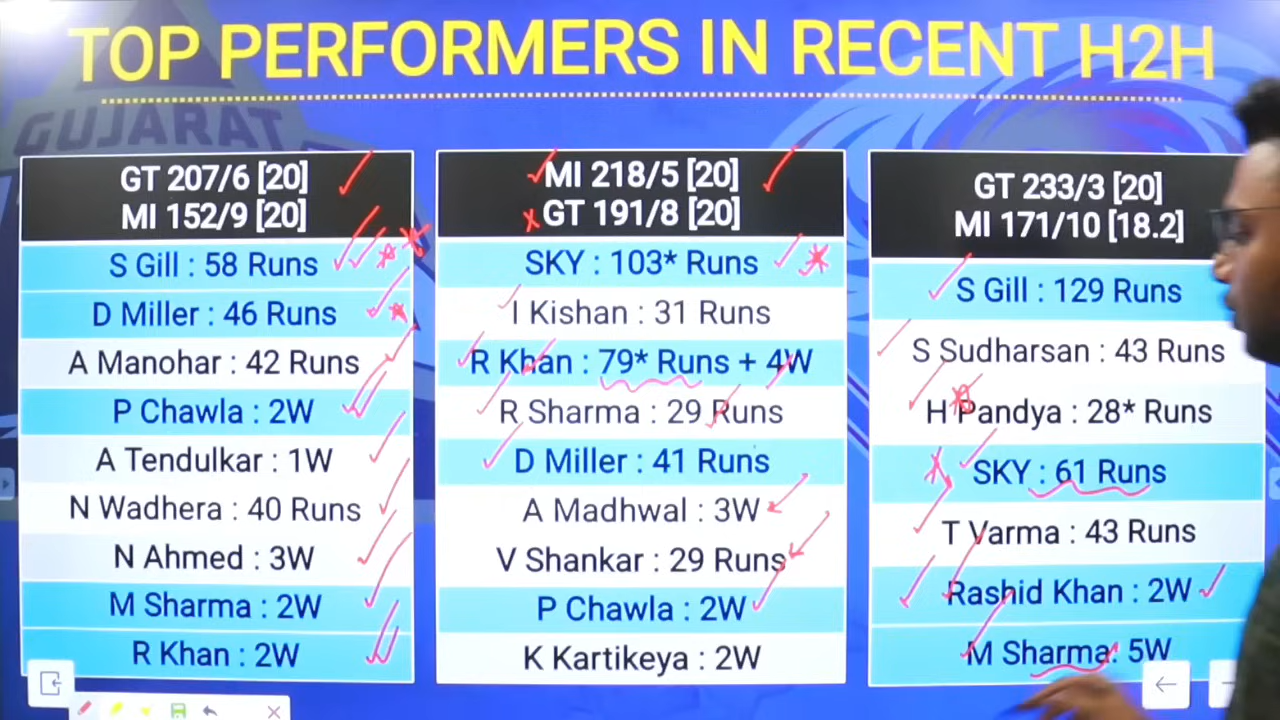 TOP PERFORMERS IN RECENT H2H
GUJARAT
GT 207/6 [20]
MI 152/9 [20]
S Gill : 58 Runs
D Miller : 46 Runs
A Manohar : 42 Runs
P Chawla : 2W
A Tendulkar : 1W
N Wadhera : 40 Runs
N Ahmed : 3W
M Sharma : 2W
R Khan : 2W
MI 218/5 [20]
GT 191/8 [20]
SKY : 103* Runs
I Kishan : 31 Runs
R Khan : 79* Runs + 4W
R Sharma : 29 Runs
D Miller : 41 Runs
A Madhwal : 3W
V Shankar : 29 Runs
P Chawla : 2W
K Kartikeya : 2W
GT 233/3 [20]
MI 171/10 [18.2]
S Gill : 129 Runs
S Sudharsan : 43 Runs
H Pandya : 28* Runs
SKY : 61 Runs
T Varma : 43 Runs
Rashid Khan : 2W
M Sharma: 5W